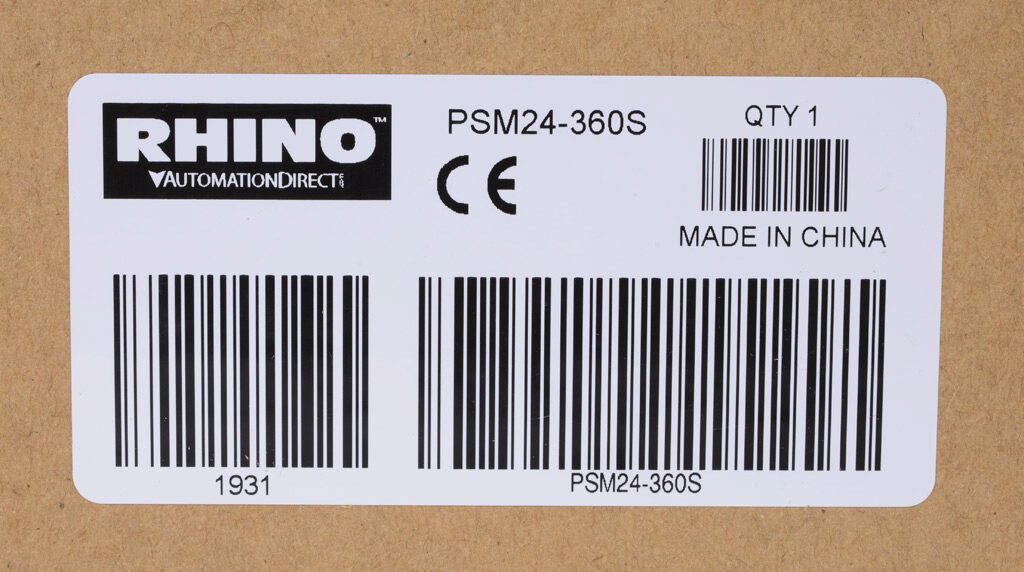 RHINO™
AUTOMATIONDIRECT
PSM24-360S
CE
QTY 1
MADE IN CHINA
1931
PSM24-360S